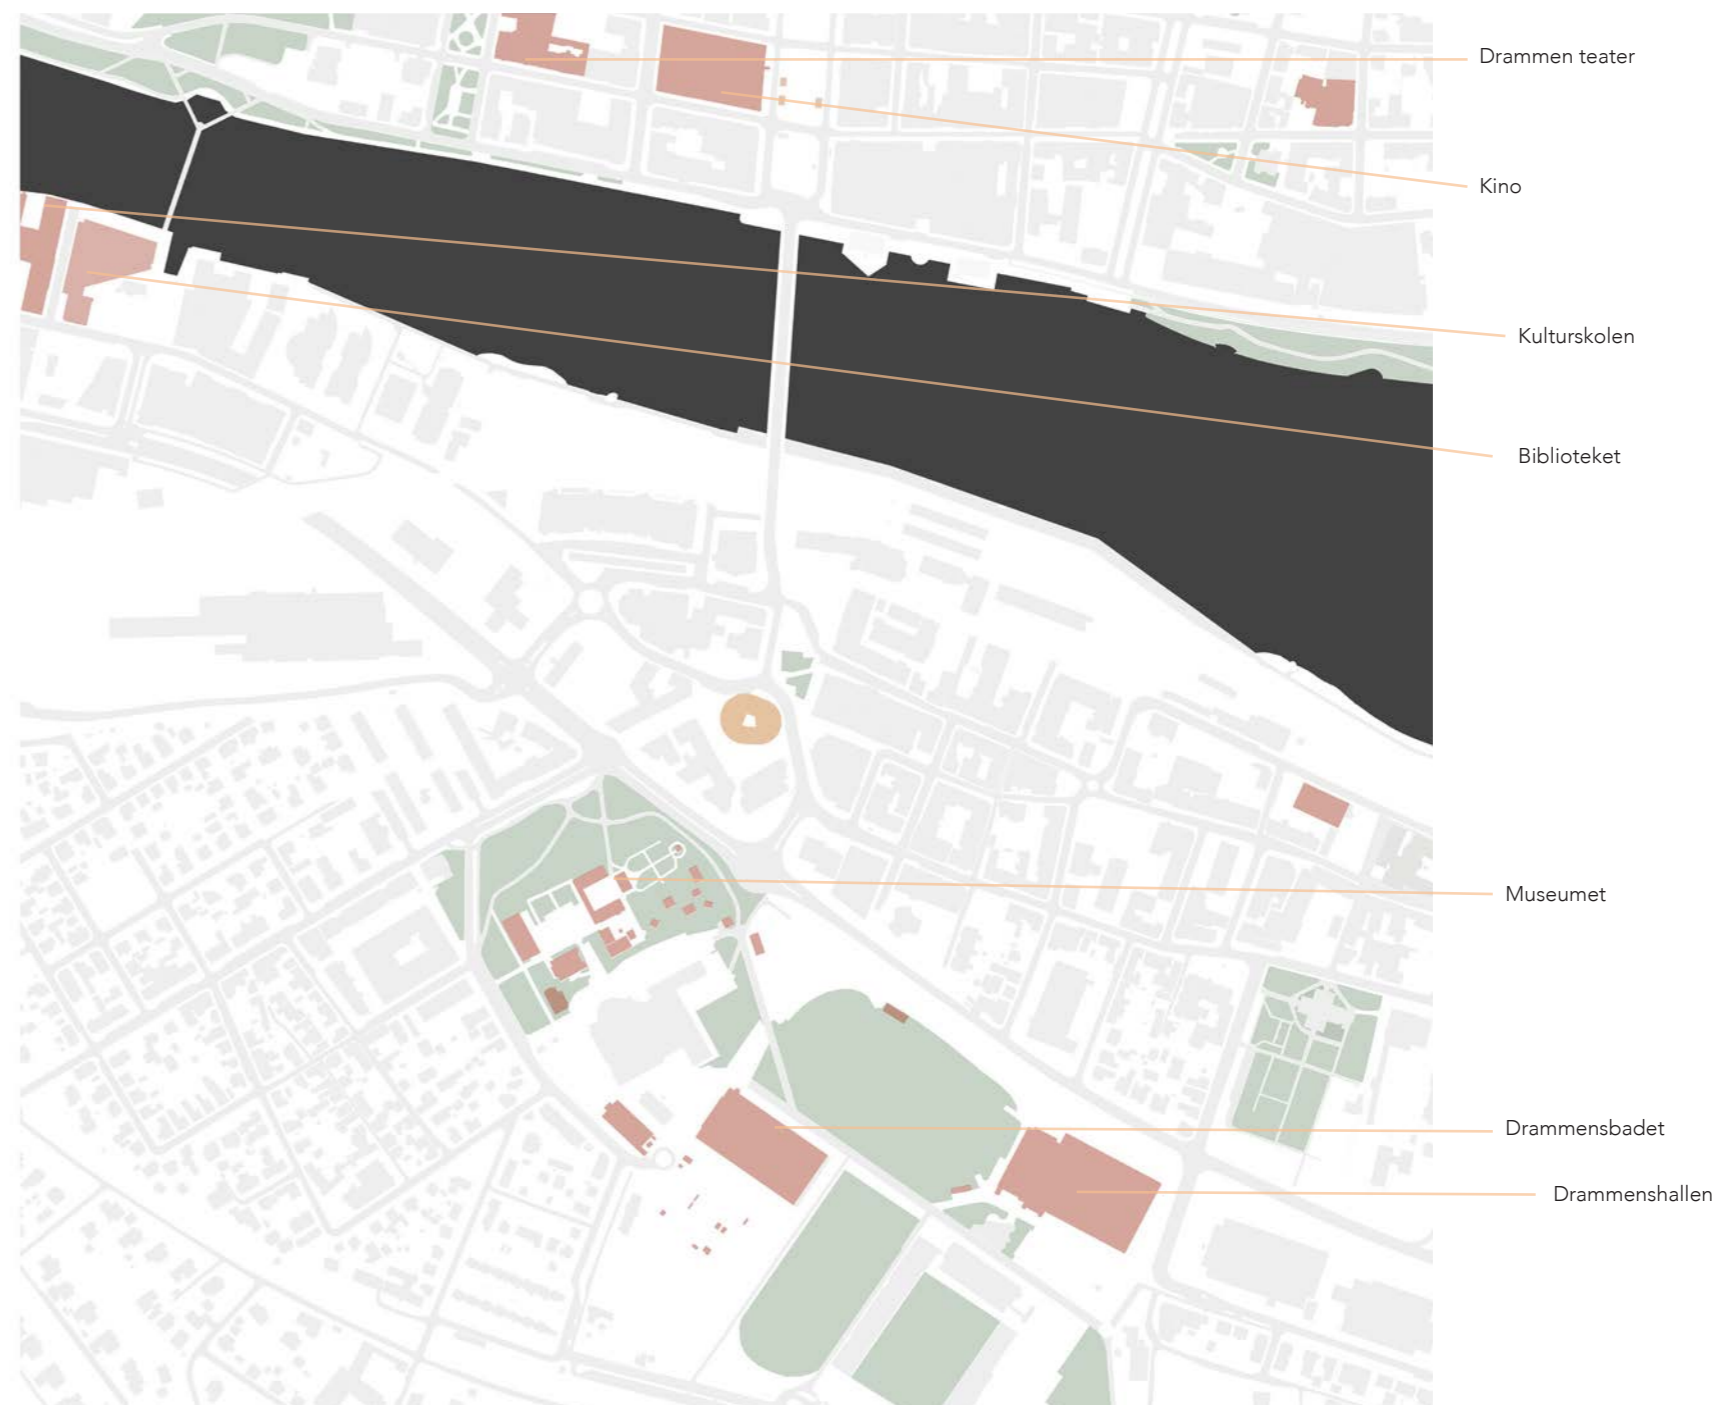 Drammen teater
Kino
Kulturskolen
Biblioteket
Museumet
Drammensbadet
Drammenshallen